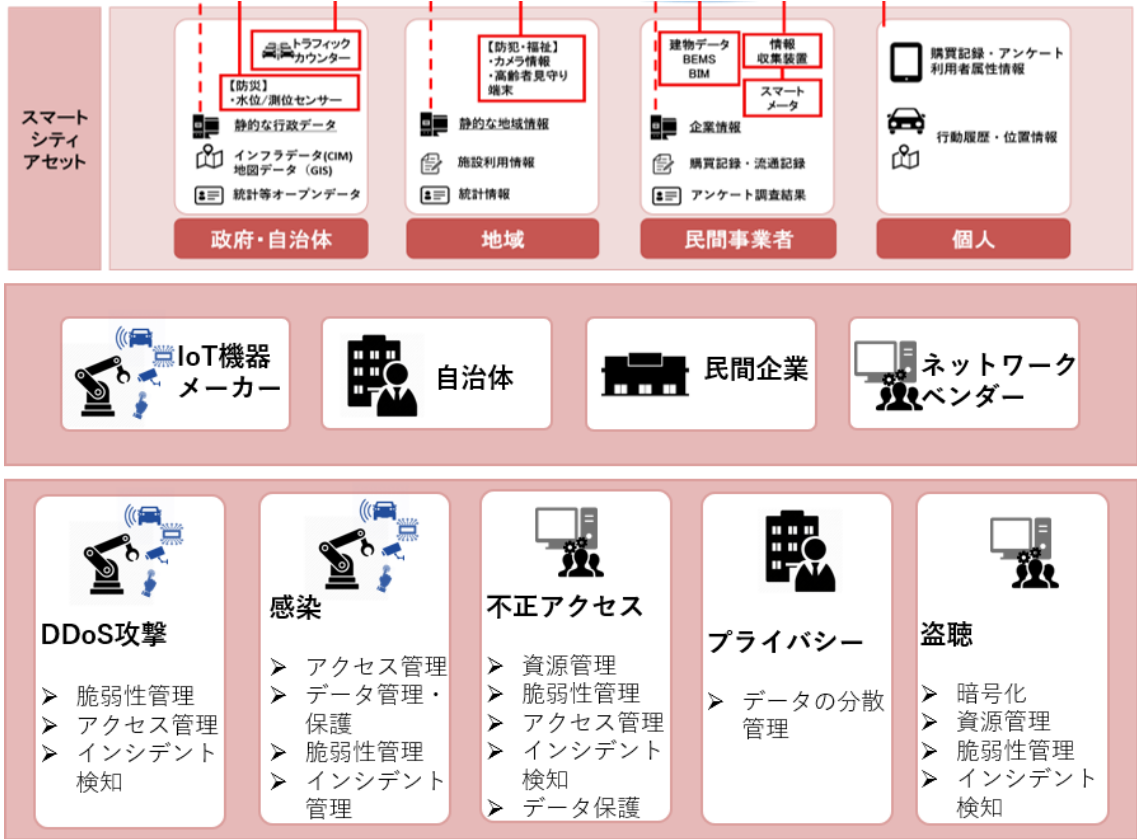 スマート
シティ
アセット
トラフィック
カウンター
【防災】
・水位/測位センサー
静的な行政データ
インフラデータ(CIM)
地図データ（GIS)
統計等オープンデータ
政府・自治体
【防犯・福祉】
・カメラ情報
・高齢者見守り
端末
静的な地域情報
施設利用情報
統計情報
地域
建物データ
BEMS
BIM
情報
収集装置
スマート
メータ
企業情報
購買記録・流通記録
アンケート調査結果
民間事業者
購買記録・アンケート
利用者属性情報
行動履歴・位置情報
個人
IoT機器
メーカー
自治体
民間企業
ネットワーク
ベンダー
DDoS攻撃
➤ 脆弱性管理
➤ アクセス管理
➤ インシデント
検知
感染
➤ アクセス管理
➤ データ管理・
保護
➤ 脆弱性管理
➤ インシデント
管理
不正アクセス
➤ 資源管理
➤ 脆弱性管理
➤ アクセス管理
➤ インシデント
検知
➤ データ保護
プライバシー
➤ データの分散
管理
盗聴
➤ 暗号化
➤ 資源管理
➤ 脆弱性管理
➤ インシデント
検知